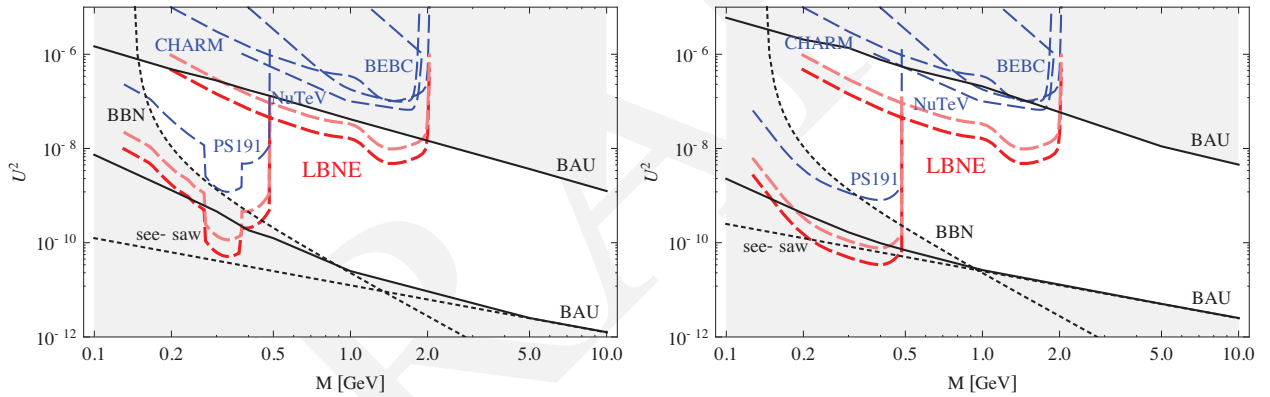 10⁻⁶
10⁻⁸
10⁻¹⁰
10⁻¹²
U²
CHARM
BEBC
NuTeV
BBN
PS191
LBNE
BAU
see- saw
BAU
0.1 0.2 0.5 1.0 2.0 5.0 10.0
M [GeV]
10⁻⁶
10⁻⁸
10⁻¹⁰
10⁻¹²
U²
CHARM
BEBC
NuTeV
LBNE
BAU
PS191
BBN
see- saw
BAU
0.1 0.2 0.5 1.0 2.0 5.0 10.0
M [GeV]